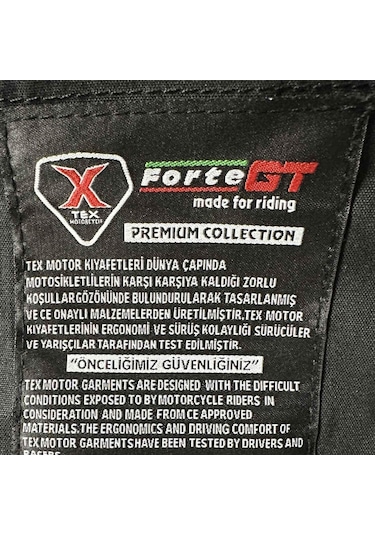 X
TEX
MOTORCYCLE
Forte GT
made for riding
PREMIUM COLLECTION
TEX MOTOR KIYAFETLERİ DÜNYA ÇAPINDA
MOTOSİKLETLİLERİN KARŞI KARŞIYA KALDIĞI ZORLU
KOŞULLAR GÖZÖNÜNDE BULUNDURULARAK TASARLANMIŞ
VE CE ONAYLI MALZEMELERDEN ÜRETİLMİŞTİR.TEX MOTOR
KIYAFETLERİNİN ERGONOMİ VE SÜRÜŞ KOLAYLIĞI SÜRÜCÜLER
VE YARIŞÇILAR TARAFINDAN TEST EDİLMİŞTİR.
"ÖNCELİĞİMİZ GÜVENLİĞİNİZ"
TEX MOTOR GARMENTS ARE DESIGNED WITH THE DIFFICULT
CONDITIONS EXPOSED TO BY MOTORCYCLE RIDERS IN
CONSIDERATION AND MADE FROM CE APPROVED
MATERIALS.THE ERGONOMICS AND DRIVING COMFORT OF
TEX MOTOR GARMENTS HAVE BEEN TESTED BY DRIVERS AND
RACERS.